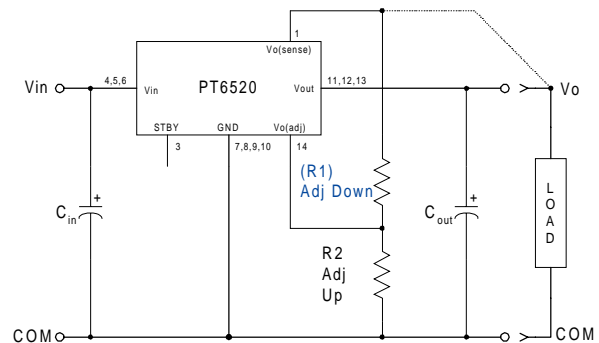 1
Vo(sense)
Vin
4,5,6
Vin
PT6520
Vout
11,12,13
Vo
STBY
GND
Vo(adj)
3
7,8,9,10
14
(R1)
Adj Down
+
Cin
+
Cout
L
O
A
D
R2
Adj
Up
COM
COM